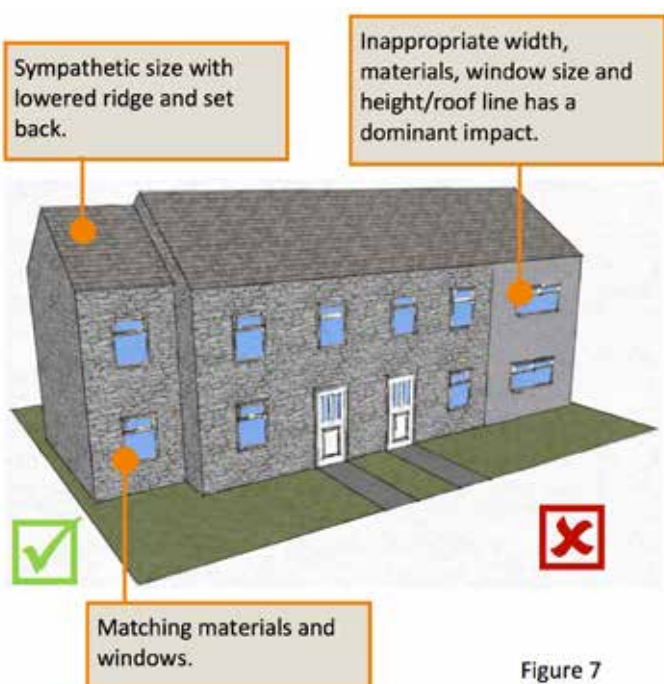 Sympathetic size with
lowered ridge and set
back.
Inappropriate width,
materials, window size and
height/roof line has a
dominant impact.
Matching materials and
windows.
Figure 7